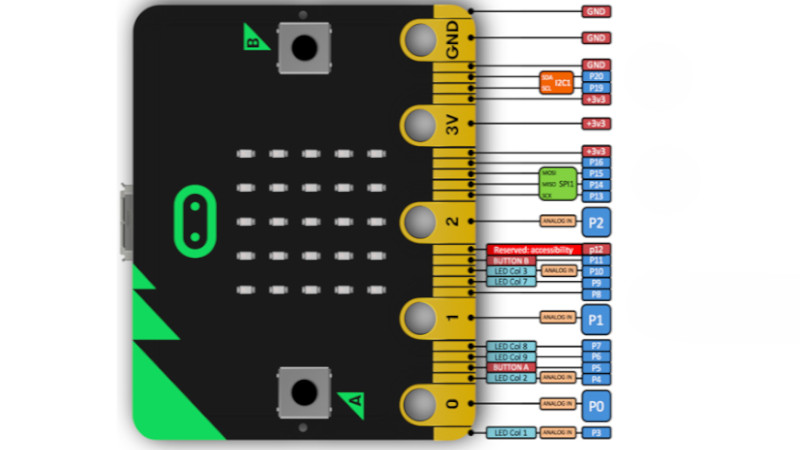 GND
GND
GND
SDA I2C1 P20
SCL P19
+3v3
+3v3
+3v3
P16
MOSI P15
MISO SPI1 P14
SCK P13
ANALOG IN P2
Reserved: accessibility p12
BUTTON B P11
LED Col 3 ANALOG IN P10
LED Col 7 P9
P8
ANALOG IN P1
LED Col 8 P7
LED Col 9 P6
BUTTON A P5
LED Col 2 ANALOG IN P4
ANALOG IN P0
LED Col 1 ANALOG IN P3
B
GND
3V
2
1
0
A